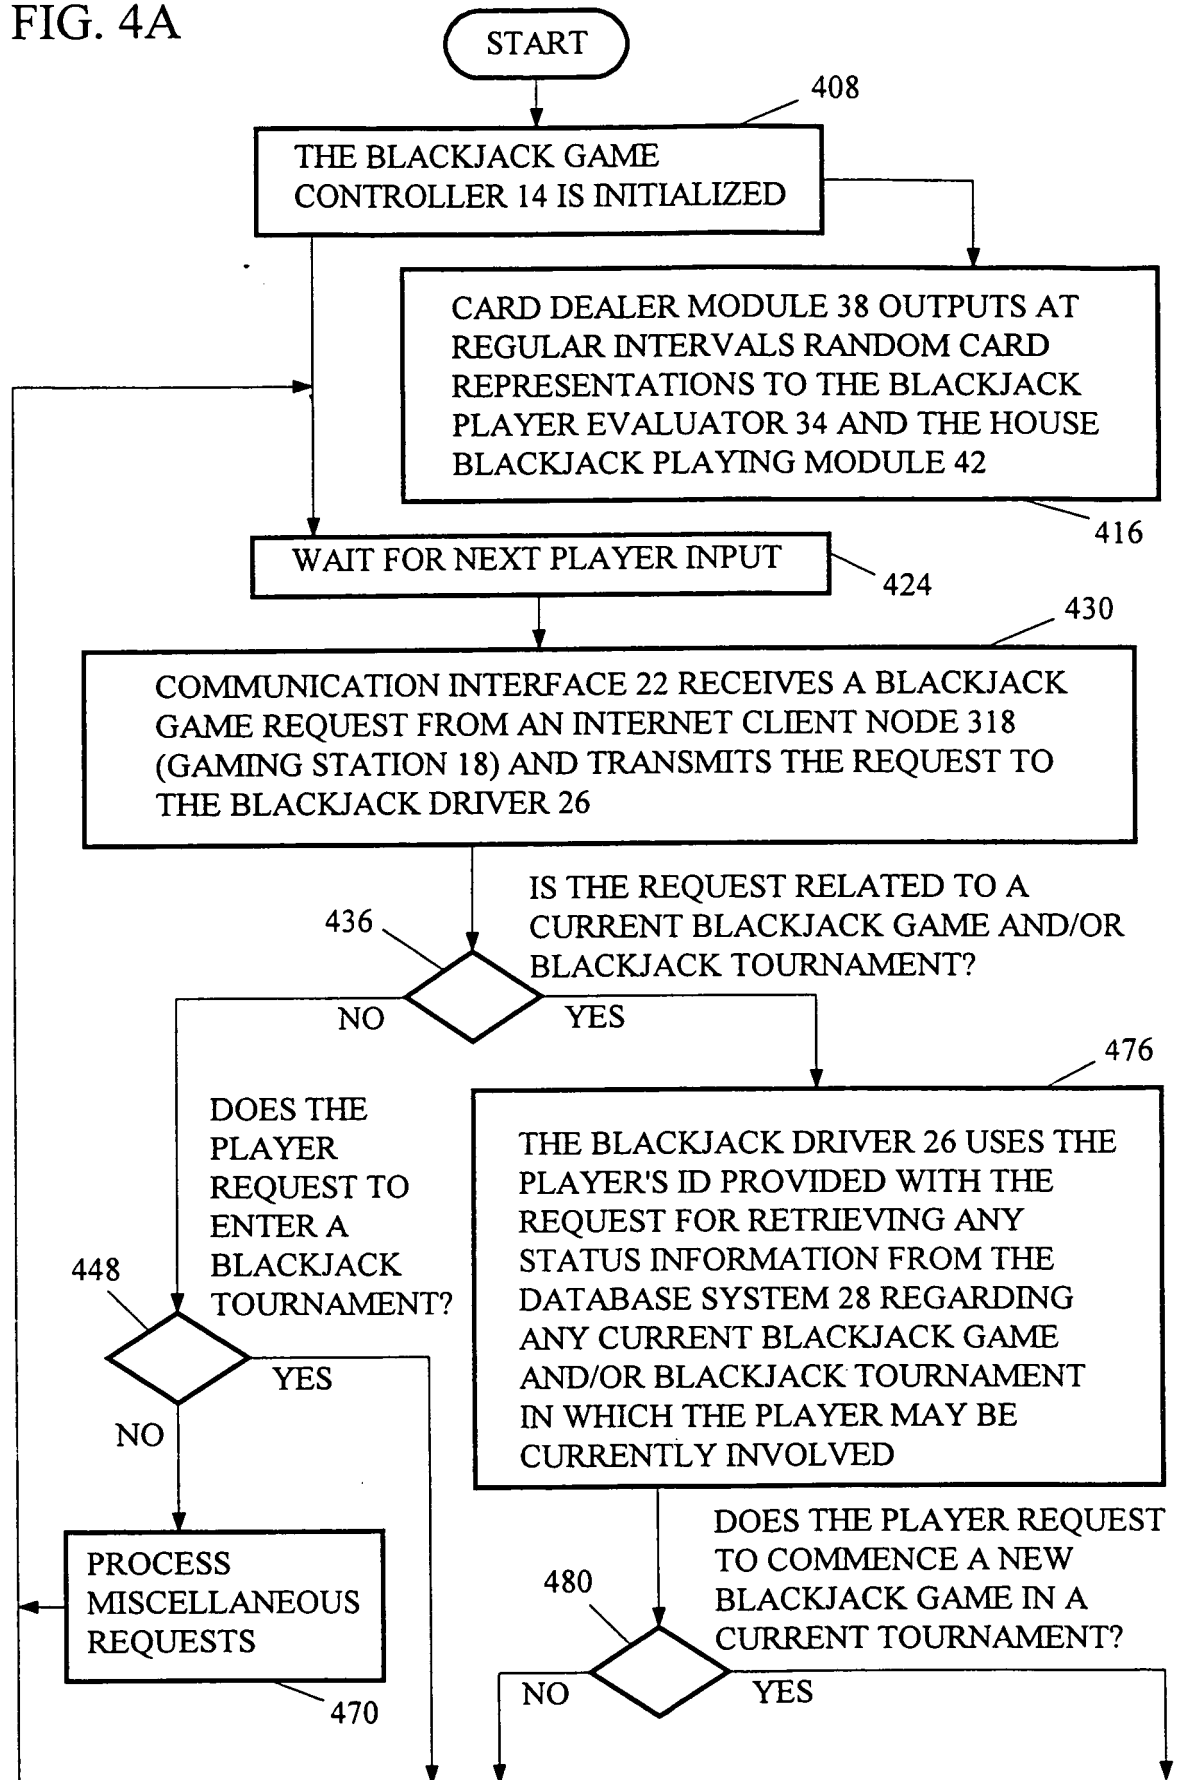 FIG. 4A
START
408
THE BLACKJACK GAME
CONTROLLER 14 IS INITIALIZED
CARD DEALER MODULE 38 OUTPUTS AT
REGULAR INTERVALS RANDOM CARD
REPRESENTATIONS TO THE BLACKJACK
PLAYER EVALUATOR 34 AND THE HOUSE
BLACKJACK PLAYING MODULE 42
416
WAIT FOR NEXT PLAYER INPUT
424
430
COMMUNICATION INTERFACE 22 RECEIVES A BLACKJACK
GAME REQUEST FROM AN INTERNET CLIENT NODE 318
(GAMING STATION 18) AND TRANSMITS THE REQUEST TO
THE BLACKJACK DRIVER 26
IS THE REQUEST RELATED TO A
CURRENT BLACKJACK GAME AND/OR
BLACKJACK TOURNAMENT?
436
NO
YES
476
DOES THE
PLAYER
REQUEST TO
ENTER A
BLACKJACK
TOURNAMENT?
448
YES
NO
THE BLACKJACK DRIVER 26 USES THE
PLAYER'S ID PROVIDED WITH THE
REQUEST FOR RETRIEVING ANY
STATUS INFORMATION FROM THE
DATABASE SYSTEM 28 REGARDING
ANY CURRENT BLACKJACK GAME
AND/OR BLACKJACK TOURNAMENT
IN WHICH THE PLAYER MAY BE
CURRENTLY INVOLVED
PROCESS
MISCELLANEOUS
REQUESTS
470
DOES THE PLAYER REQUEST
TO COMMENCE A NEW
BLACKJACK GAME IN A
CURRENT TOURNAMENT?
480
NO
YES